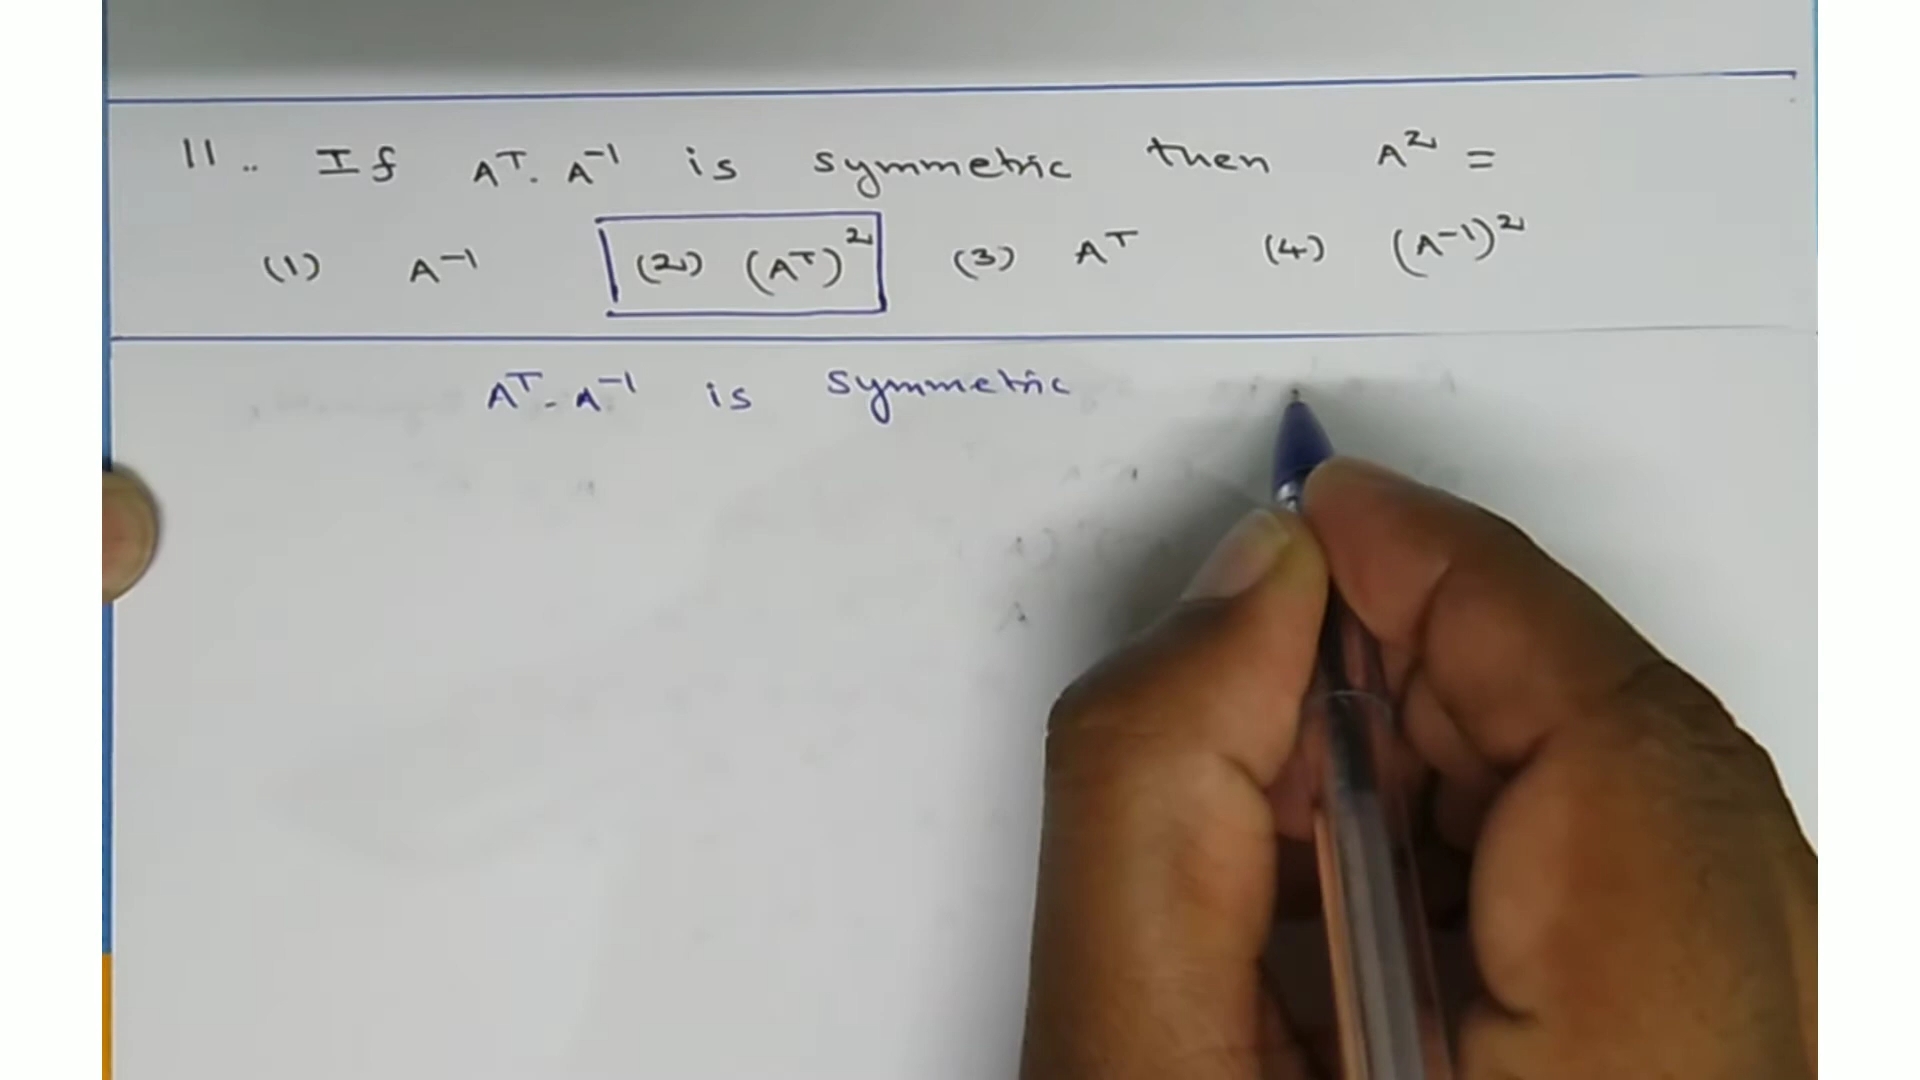 11.. If Aᵀ. A⁻¹ is symmetric then A² =
(1) A⁻¹ (2) (Aᵀ)² (3) Aᵀ (4) (A⁻¹)²
Aᵀ. A⁻¹ is symmetric